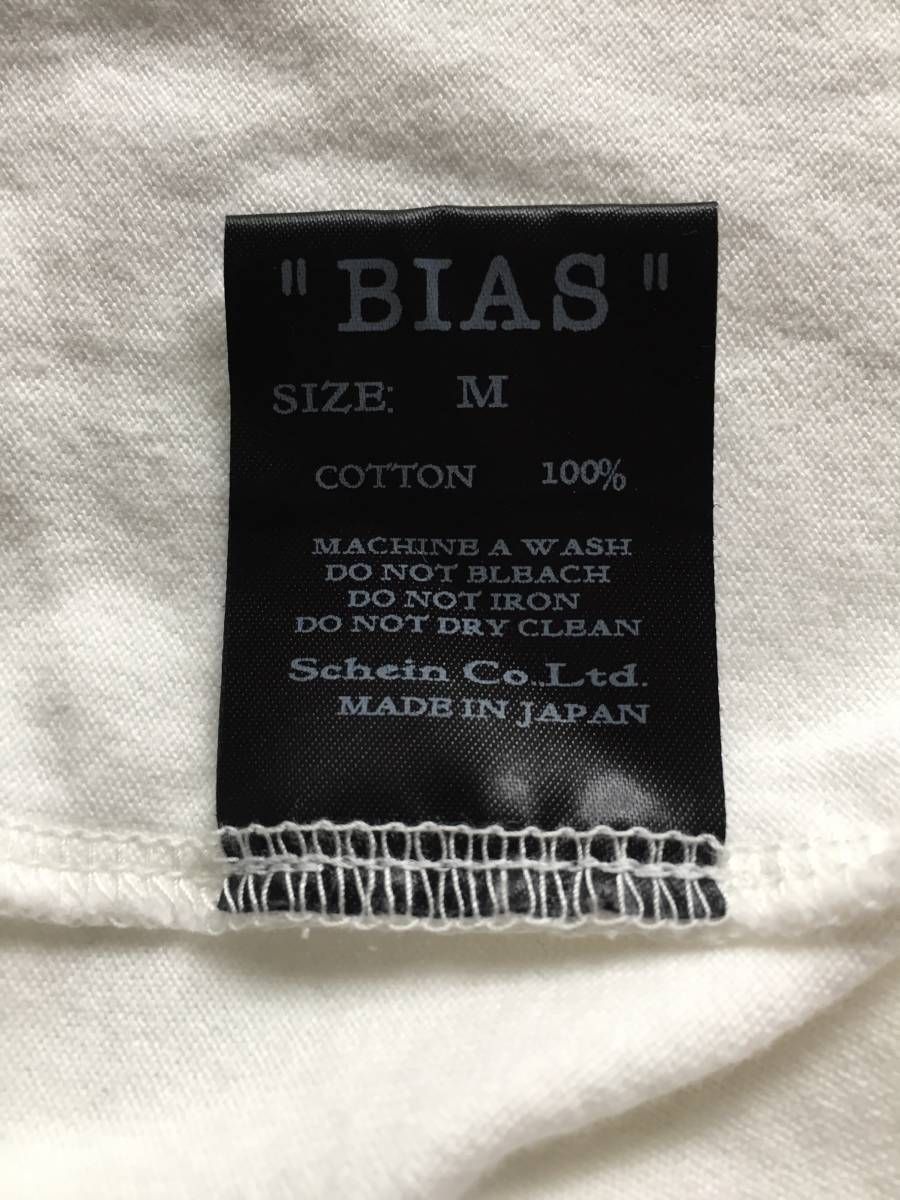 " BIAS "
SIZE: M
COTTON 100%
MACHINE A WASH
DO NOT BLEACH
DO NOT IRON
DO NOT DRY CLEAN
Schein Co.,Ltd.
MADE IN JAPAN